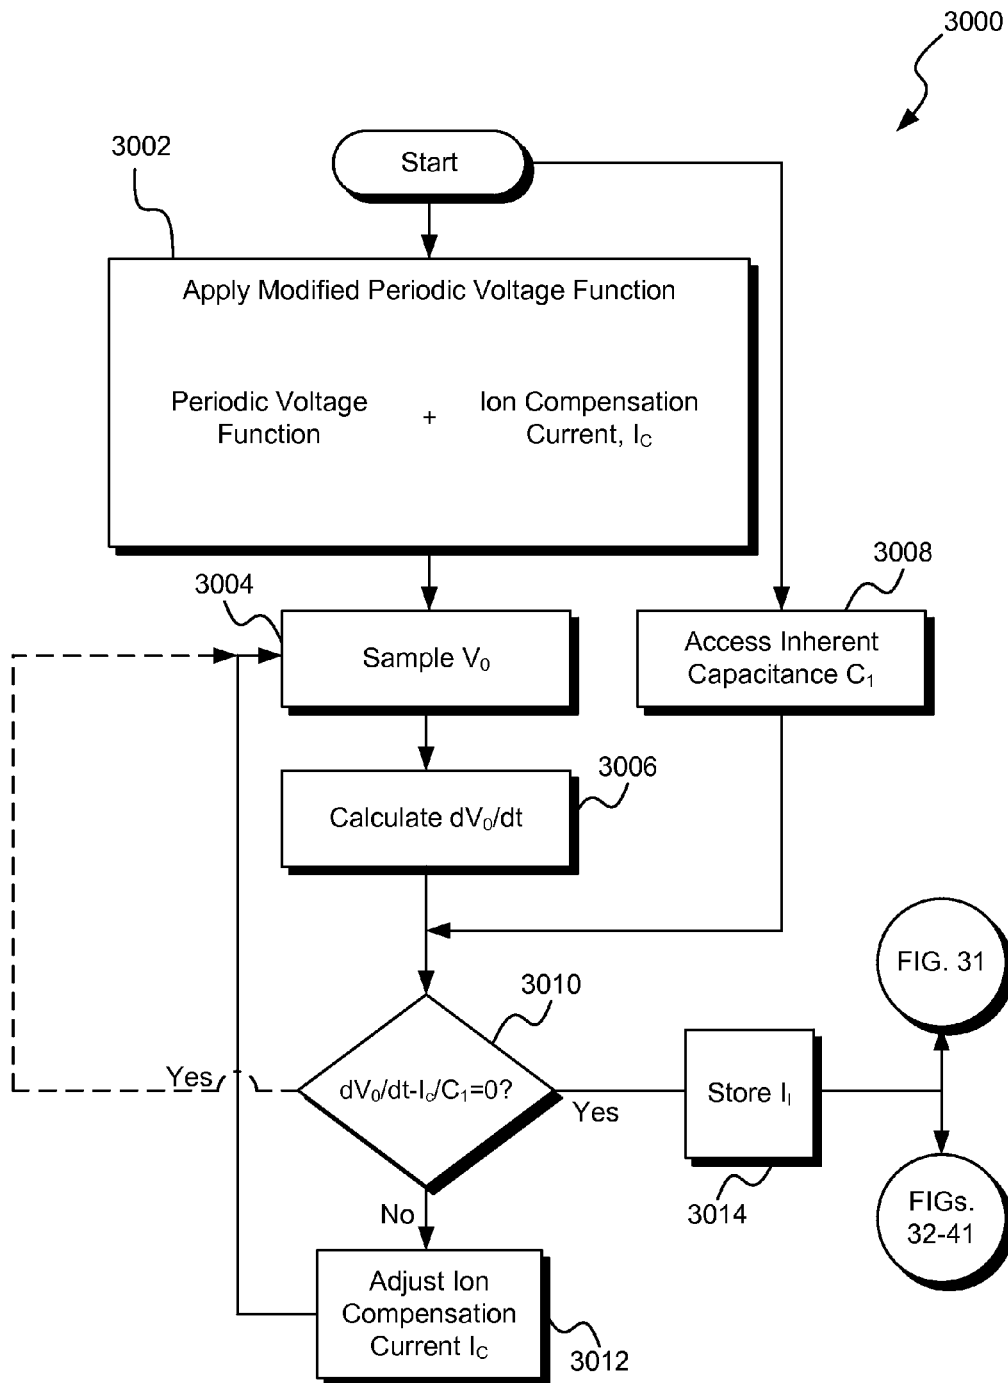 3000
Start
3002
Apply Modified Periodic Voltage Function
Periodic Voltage
Function
+
Ion Compensation
Current, I_C
3004
Sample V_0
3008
Access Inherent
Capacitance C_1
3006
Calculate dV_0/dt
3010
dV_0/dt-I_c/C_1=0?
Yes
Yes
No
Store I_I
3014
FIG. 31
FIGs.
32-41
Adjust Ion
Compensation
Current I_C
3012